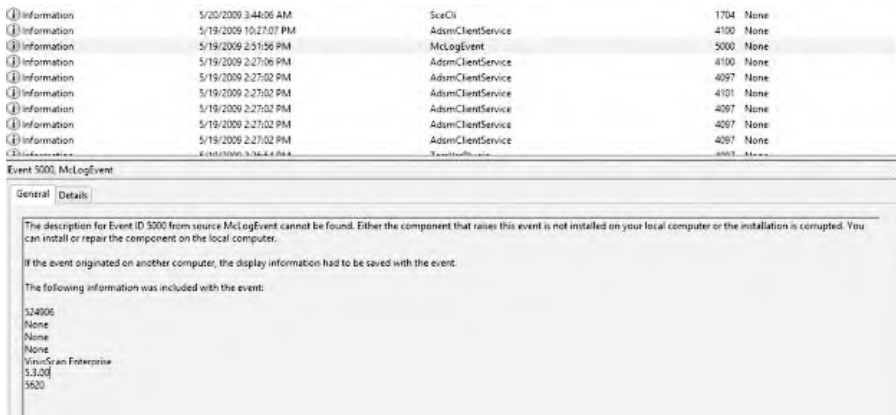 Information 5/20/2009 3:44:06 AM SceCli 1704 None
Information 5/19/2009 10:27:07 PM AdsmClientService 4100 None
Information 5/19/2009 2:51:56 PM McLogEvent 5000 None
Information 5/19/2009 2:27:06 PM AdsmClientService 4100 None
Information 5/19/2009 2:27:02 PM AdsmClientService 4097 None
Information 5/19/2009 2:27:02 PM AdsmClientService 4101 None
Information 5/19/2009 2:27:02 PM AdsmClientService 4097 None
Information 5/19/2009 2:27:02 PM AdsmClientService 4097 None
Information 5/19/2009 2:27:02 PM AdsmClientService 4097 None
Event 5000, McLogEvent
General Details
The description for Event ID 5000 from source McLogEvent cannot be found. Either the component that raises this event is not installed on your local computer or the installation is corrupted. You
can install or repair the component on the local computer.
If the event originated on another computer, the display information had to be saved with the event.
The following information was included with the event:
524906
None
None
None
VirusScan Enterprise
5.3.00
5620